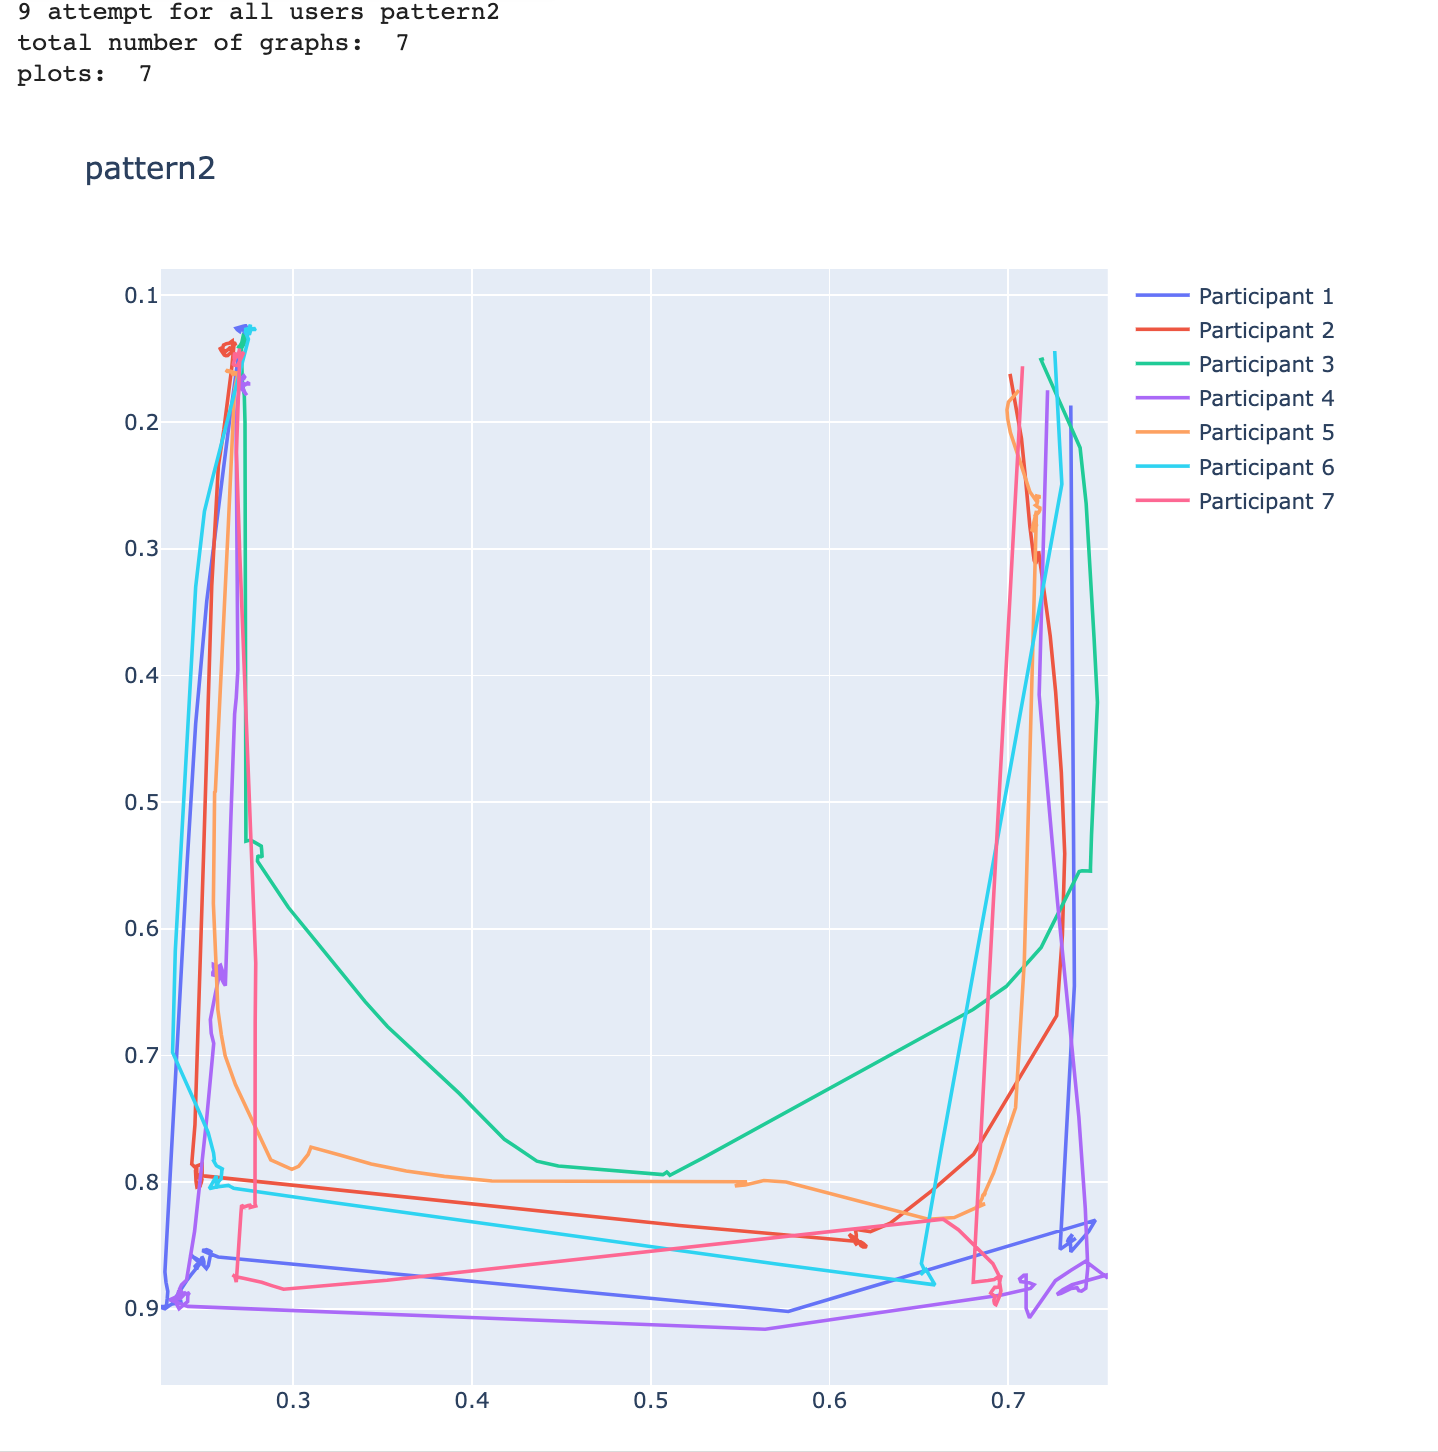 9 attempt for all users pattern2
total number of graphs:  7
plots:  7
pattern2
0.1
0.2
0.3
0.4
0.5
0.6
0.7
0.8
0.9
0.3
0.4
0.5
0.6
0.7
Participant 1
Participant 2
Participant 3
Participant 4
Participant 5
Participant 6
Participant 7